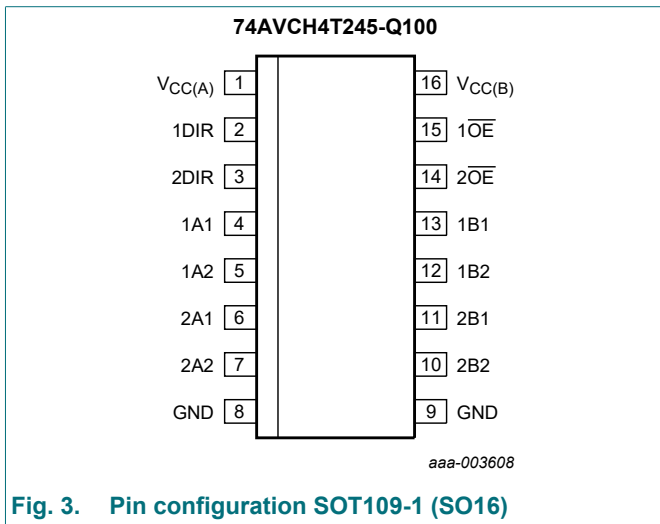 74AVCH4T245-Q100
VCC(A) 1 16 VCC(B)
1DIR 2 15 1O̅E̅
2DIR 3 14 2O̅E̅
1A1 4 13 1B1
1A2 5 12 1B2
2A1 6 11 2B1
2A2 7 10 2B2
GND 8 9 GND
aaa-003608
Fig. 3. Pin configuration SOT109-1 (SO16)